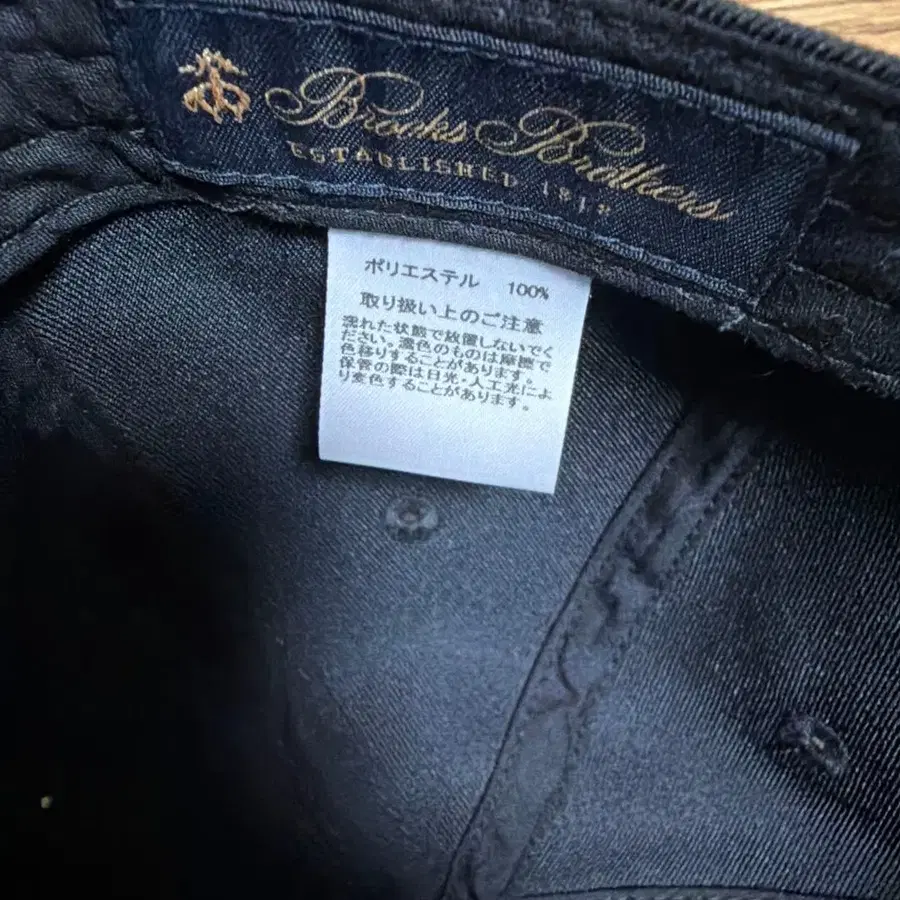 Brooks Brothers
ESTABLISHED 1818
ポリエステル 100%
取り扱い上のご注意
濡れた状態で放置しないでく
ださい。濃色のものは摩擦で
色移りすることがあります。
保管の際は日光・人工光によ
り変色することがあります。